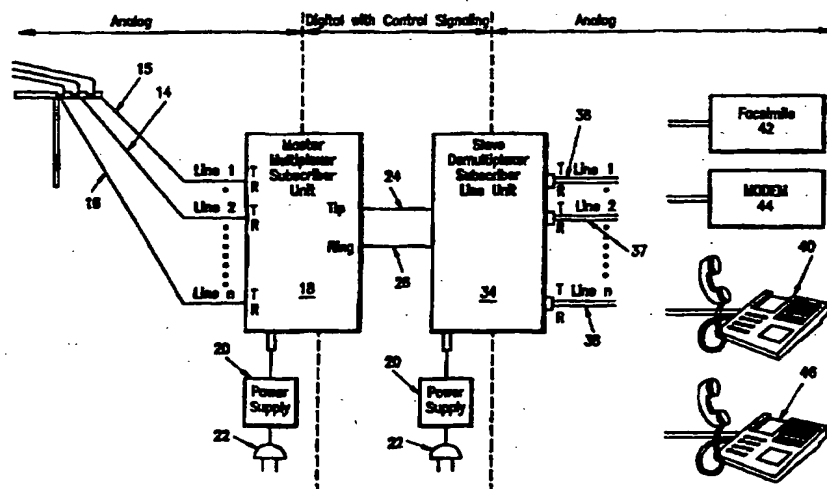 Analog
Digital with Control Signaling
Analog
15
14
16
Line 1
T
R
Line 2
T
R
Line n
T
R
Master
Multiplexer
Subscriber
Unit
Tip
Ring
18
24
26
Slave
Demultiplexer
Subscriber
Line Unit
34
36
T Line 1
R
T Line 2
R
37
T Line n
R
38
Facsimile
42
MODEM
44
40
46
20
Power
Supply
22
20
Power
Supply
22